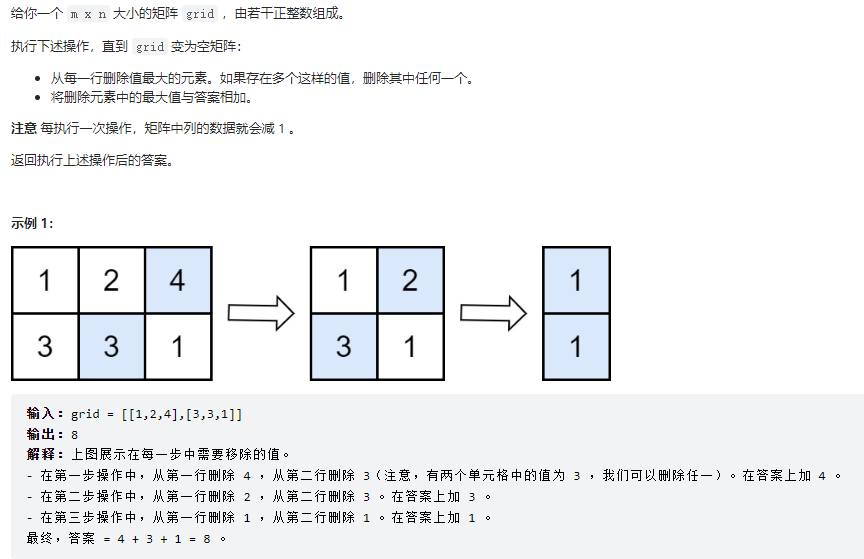 给你一个 m x n 大小的矩阵 grid ，由若干正整数组成。
执行下述操作，直到 grid 变为空矩阵：
• 从每一行删除值最大的元素。如果存在多个这样的值，删除其中任何一个。
• 将删除元素中的最大值与答案相加。
注意 每执行一次操作，矩阵中列的数据就会减 1 。
返回执行上述操作后的答案。
示例 1：
1 2 4 1 2 1
3 3 1 3 1 1
输入：grid = [[1,2,4],[3,3,1]]
输出：8
解释：上图展示在每一步中需要移除的值。
- 在第一步操作中，从第一行删除 4 ，从第二行删除 3（注意，有两个单元格中的值为 3 ，我们可以删除任一）。在答案上加 4 。
- 在第二步操作中，从第一行删除 2 ，从第二行删除 3 。在答案上加 3 。
- 在第三步操作中，从第一行删除 1 ，从第二行删除 1 。在答案上加 1 。
最终，答案 = 4 + 3 + 1 = 8 。